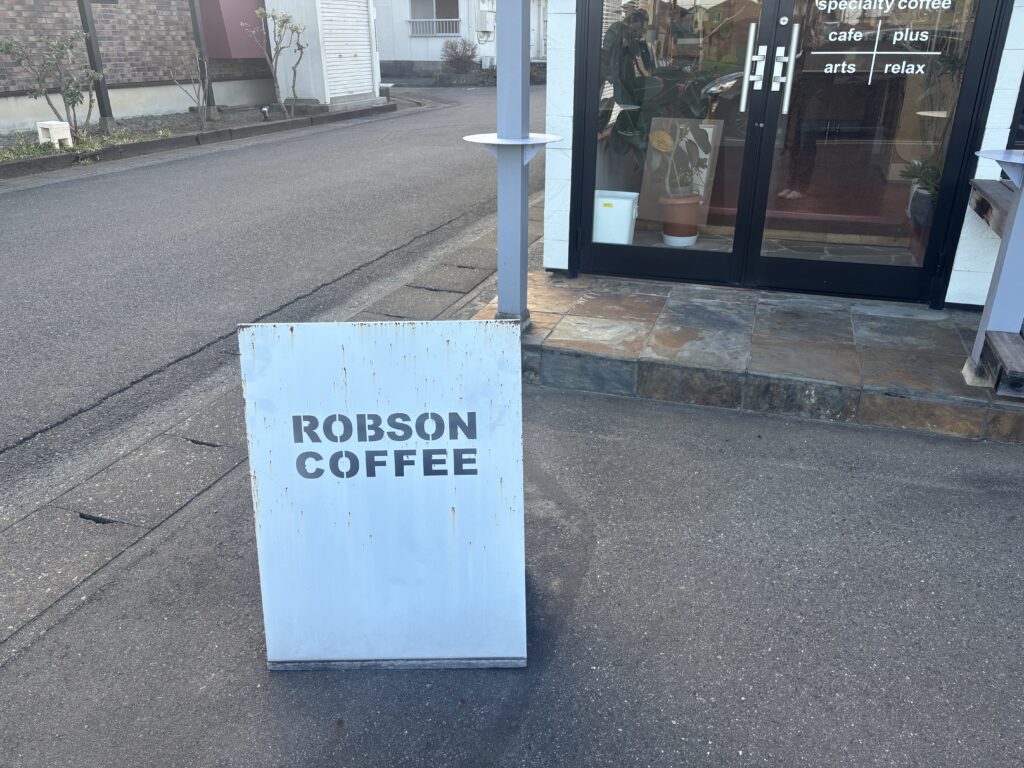 specialty coffee
cafe plus
arts relax
ROBSON
COFFEE